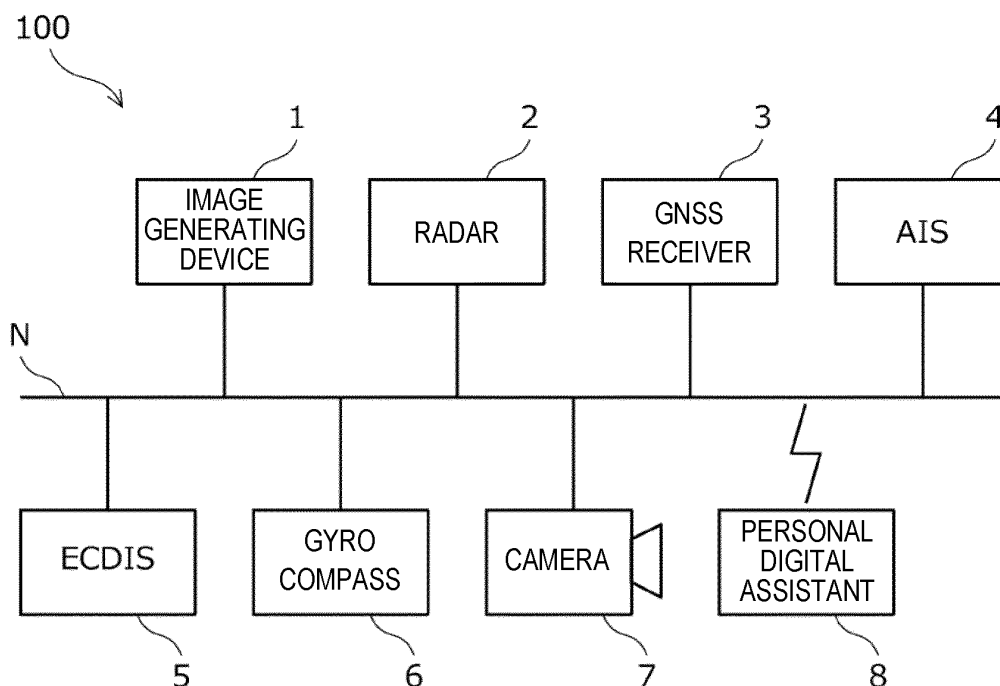 100
1
2
3
4
IMAGE
GENERATING
DEVICE
RADAR
GNSS
RECEIVER
AIS
N
ECDIS
GYRO
COMPASS
CAMERA
PERSONAL
DIGITAL
ASSISTANT
5
6
7
8